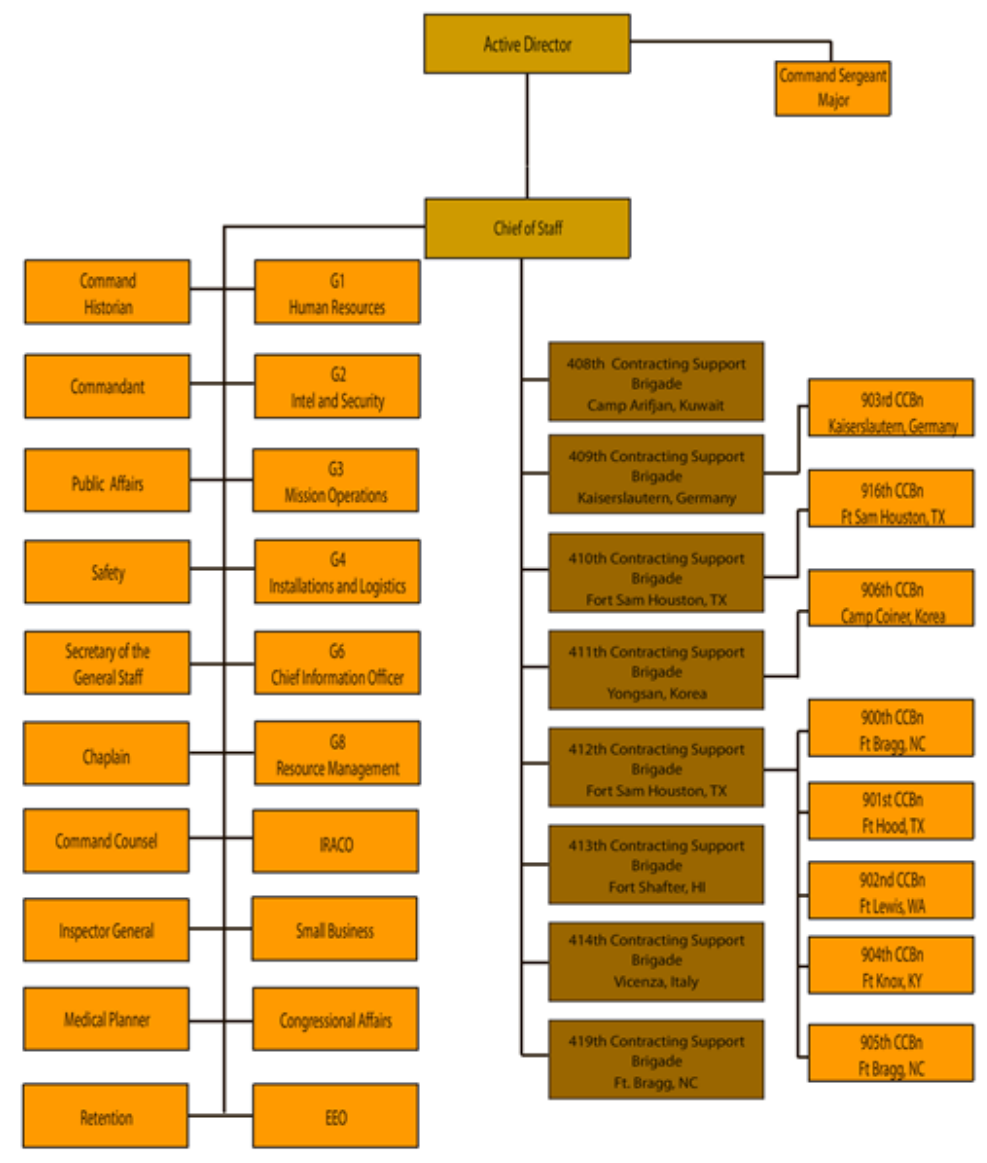 Active Director
Command Sergeant
Major
Chief of Staff
Command
Historian
G1
Human Resources
Commandant
G2
Intel and Security
Public Affairs
G3
Mission Operations
Safety
G4
Installations and Logistics
Secretary of the
General Staff
G6
Chief Information Officer
Chaplain
G8
Resource Management
Command Counsel
IRACO
Inspector General
Small Business
Medical Planner
Congressional Affairs
Retention
EEO
408th Contracting Support
Brigade
Camp Arifjan, Kuwait
409th Contracting Support
Brigade
Kaiserslautern, Germany
410th Contracting Support
Brigade
Fort Sam Houston, TX
411th Contracting Support
Brigade
Yongsan, Korea
412th Contracting Support
Brigade
Fort Sam Houston, TX
413th Contracting Support
Brigade
Fort Shafter, HI
414th Contracting Support
Brigade
Vicenza, Italy
419th Contracting Support
Brigade
Ft. Bragg, NC
903rd CCBn
Kaiserslautern, Germany
916th CCBn
Ft Sam Houston, TX
906th CCBn
Camp Coiner, Korea
900th CCBn
Ft Bragg, NC
901st CCBn
Ft Hood, TX
902nd CCBn
Ft Lewis, WA
904th CCBn
Ft Knox, KY
905th CCBn
Ft Bragg, NC